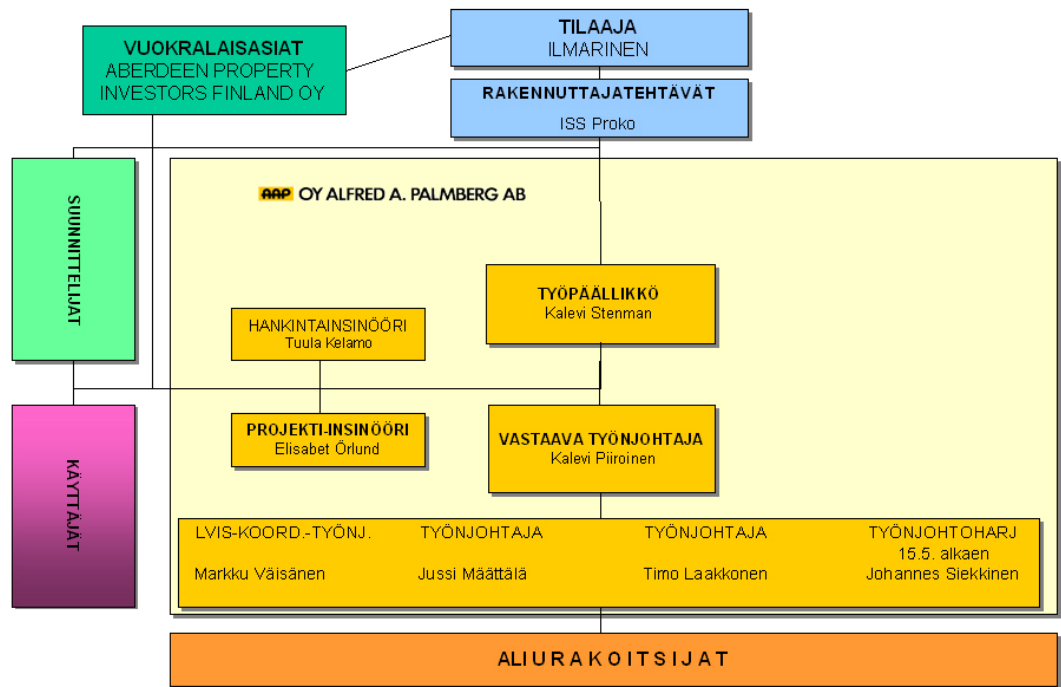 TILAAJA
ILMARINEN
VUOKRALAISASIAT
ABERDEEN PROPERTY
INVESTORS FINLAND OY
RAKENNUTTAJATEHTÄVÄT
ISS Proko
SUUNNITTELIJAT
AAP OY ALFRED A. PALMBERG AB
TYÖPÄÄLLIKKÖ
Kalevi Stenman
HANKINTAINSINÖÖRI
Tuula Kelamo
PROJEKTI-INSINÖÖRI
Elisabet Örlund
VASTAAVA TYÖNJOHTAJA
Kalevi Piiroinen
KÄYTTÄJÄT
LVIS-KOORD.-TYÖNJ.
Markku Väisänen
TYÖNJOHTAJA
Jussi Määttälä
TYÖNJOHTAJA
Timo Laakkonen
TYÖNJOHTOHARJ
15.5. alkaen
Johannes Siekkinen
ALIURAKOITSIJAT